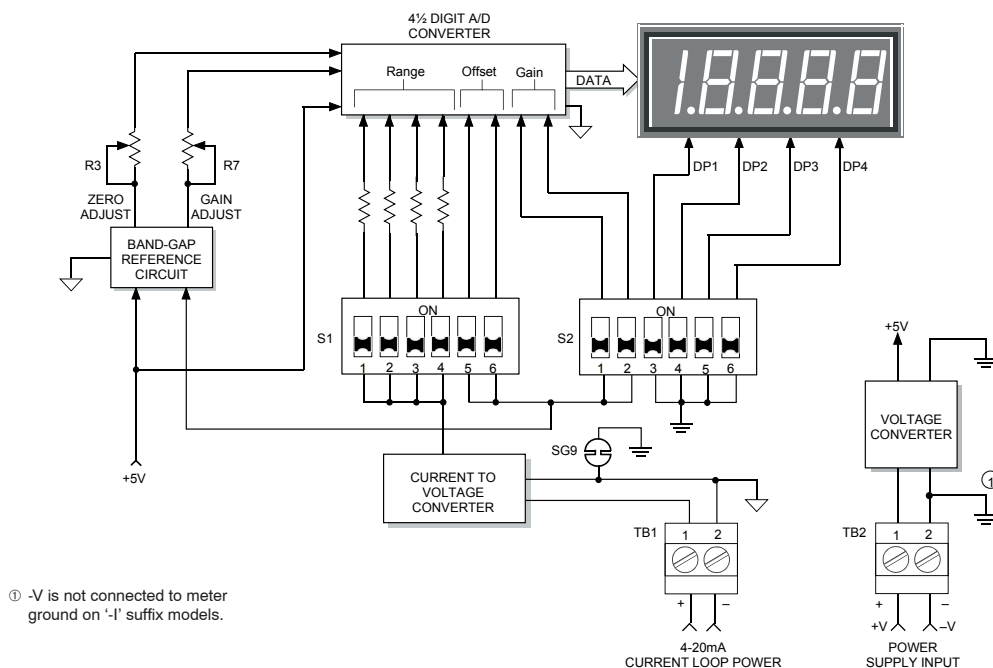 4½ DIGIT A/D
CONVERTER
Range
Offset
Gain
DATA
1.8.8.8.8
R3
R7
ZERO
ADJUST
GAIN
ADJUST
DP1
DP2
DP3
DP4
BAND-GAP
REFERENCE
CIRCUIT
S1
ON
1 2 3 4 5 6
S2
ON
1 2 3 4 5 6
+5V
+5V
VOLTAGE
CONVERTER
1
SG9
CURRENT TO
VOLTAGE
CONVERTER
TB1
1 2
+ –
4-20mA
CURRENT LOOP POWER
TB2
1 2
+ –
+V –V
POWER
SUPPLY INPUT
① -V is not connected to meter
ground on ‘-I’ suffix models.